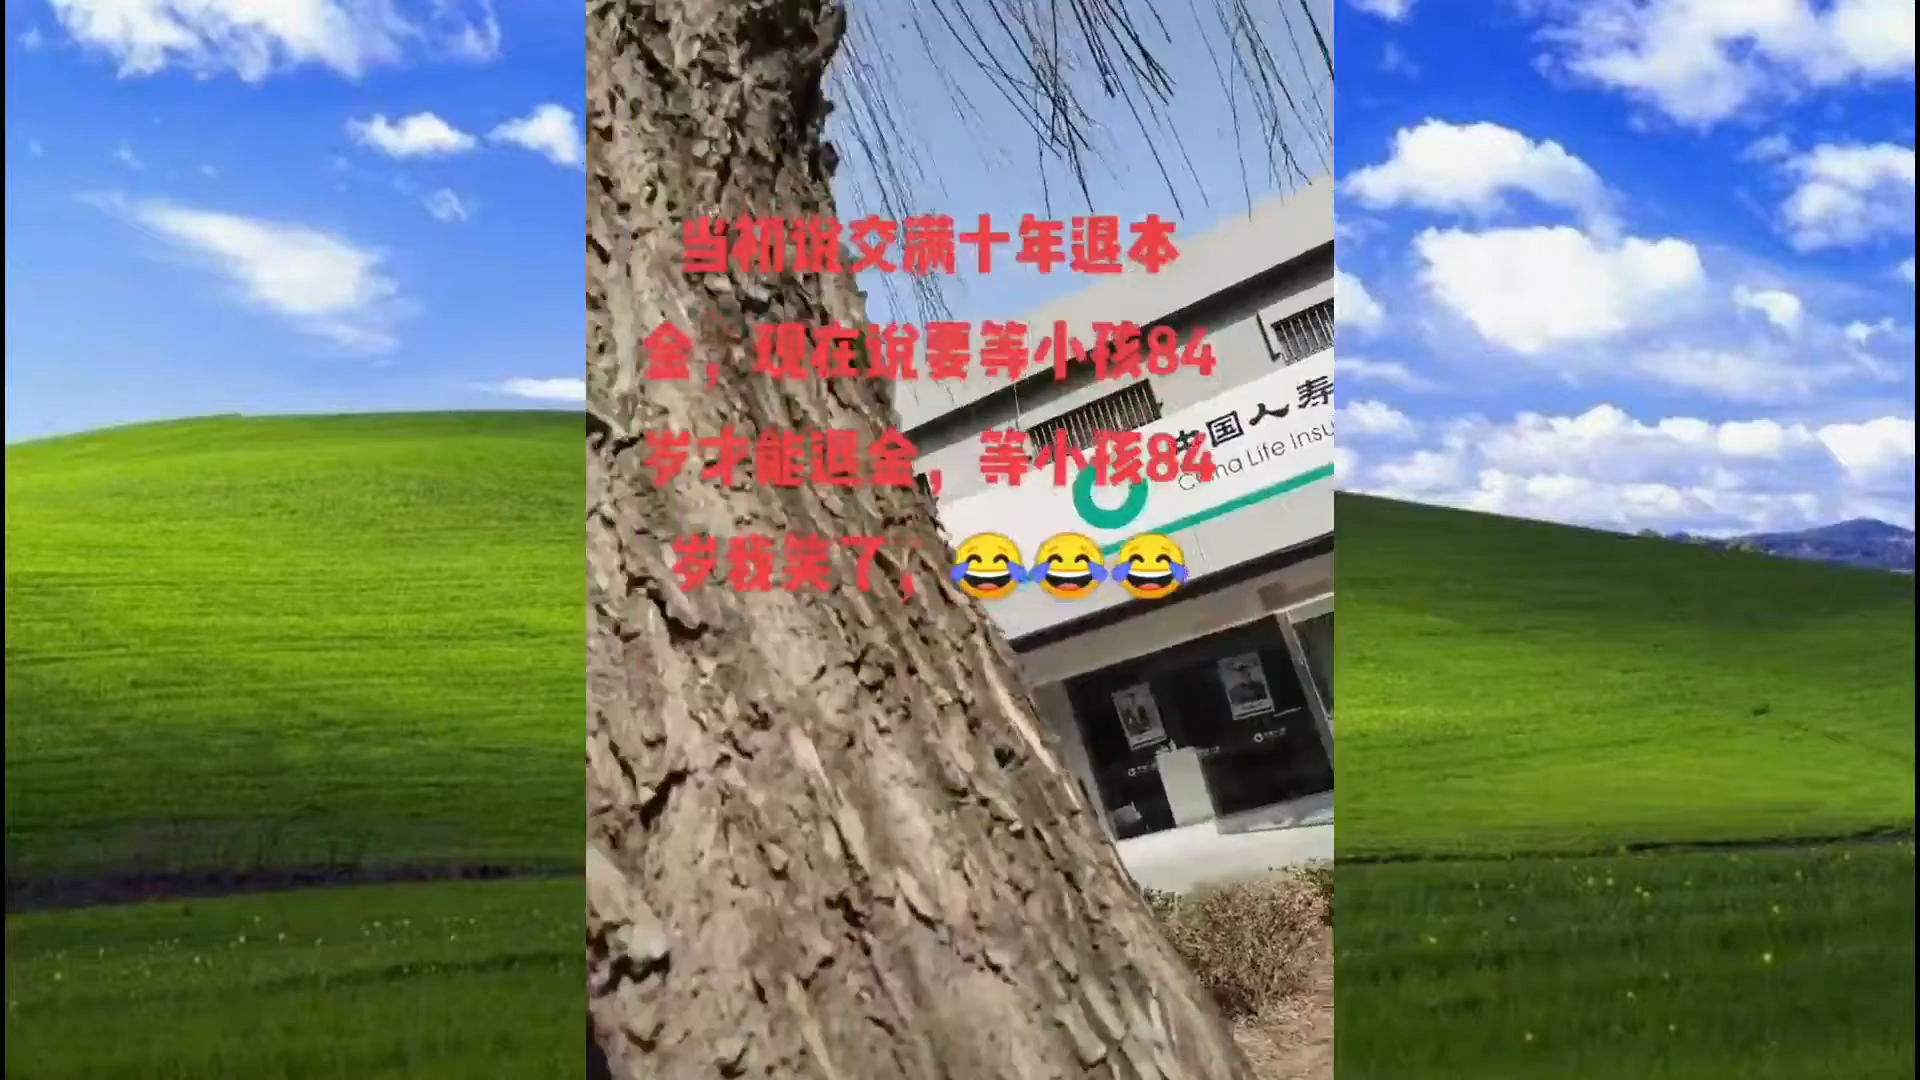 当初说交满十年退本
金，现在说要等小孩84
岁才能退金，等小孩84
岁我笑了，😂😂😂
中国人寿
China Life Insu